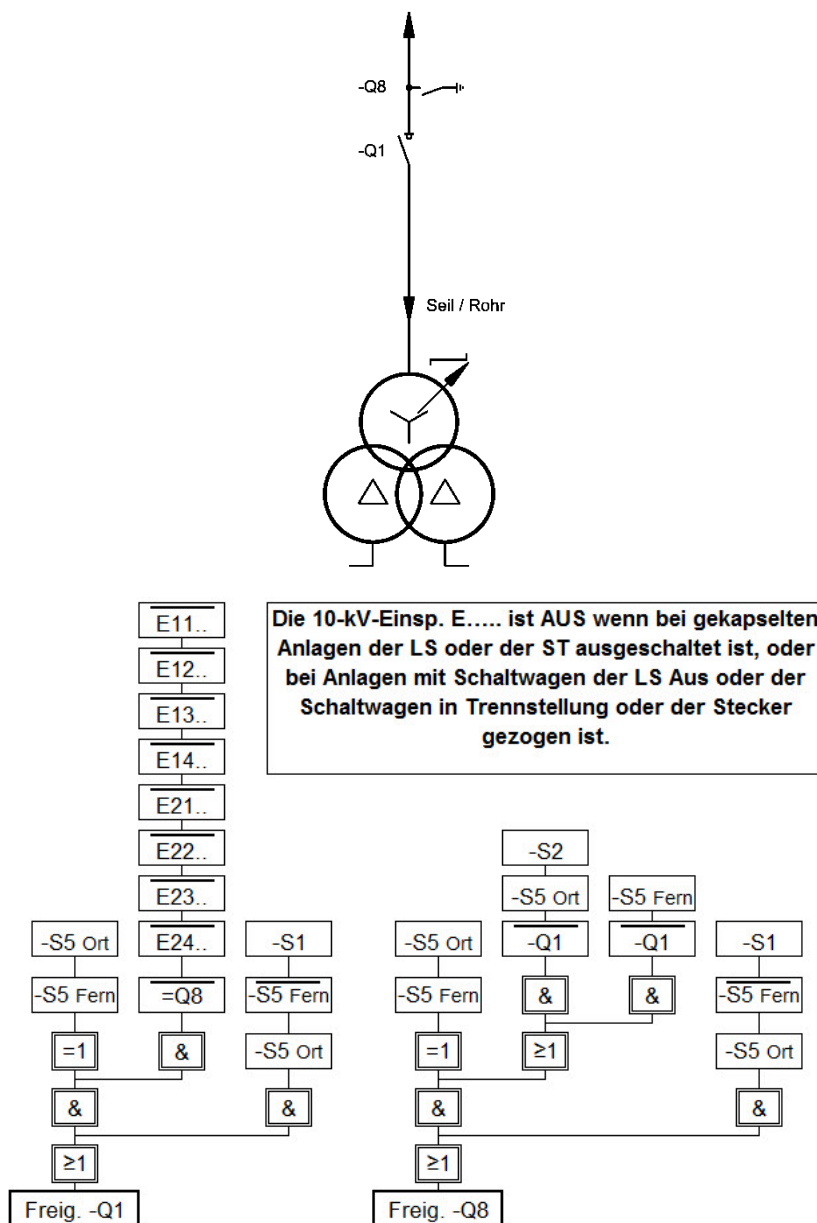 -Q8
-Q1
Seil / Rohr
E11..
E12..
E13..
E14..
E21..
E22..
E23..
E24..
=Q8
&
Die 10-kV-Einsp. E..... ist AUS wenn bei gekapselten
Anlagen der LS oder der ST ausgeschaltet ist, oder
bei Anlagen mit Schaltwagen der LS Aus oder der
Schaltwagen in Trennstellung oder der Stecker
gezogen ist.
-S5 Ort
-S5 Fern
=1
&
≥1
Freig. -Q1
-S1
-S5 Fern
-S5 Ort
&
-S5 Ort
-S5 Fern
=1
&
≥1
Freig. -Q8
-S2
-S5 Ort
-Q1
&
≥1
-S5 Fern
-Q1
&
-S1
-S5 Fern
-S5 Ort
&